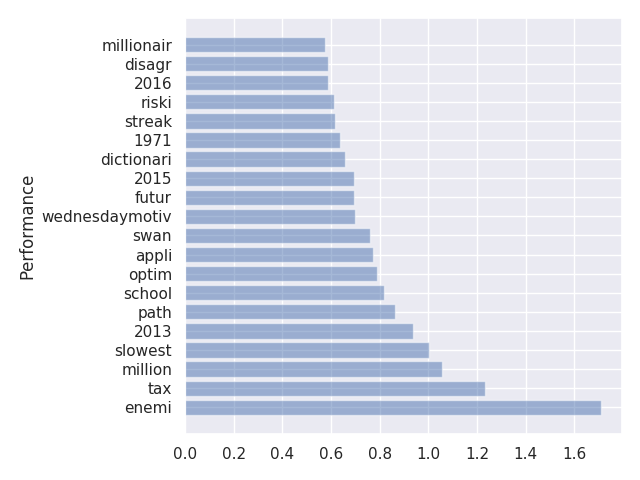 millionair
disagr
2016
riski
streak
1971
dictionari
2015
futur
wednesdaymotiv
swan
appli
optim
school
path
2013
slowest
million
tax
enemi
Performance
0.0 0.2 0.4 0.6 0.8 1.0 1.2 1.4 1.6